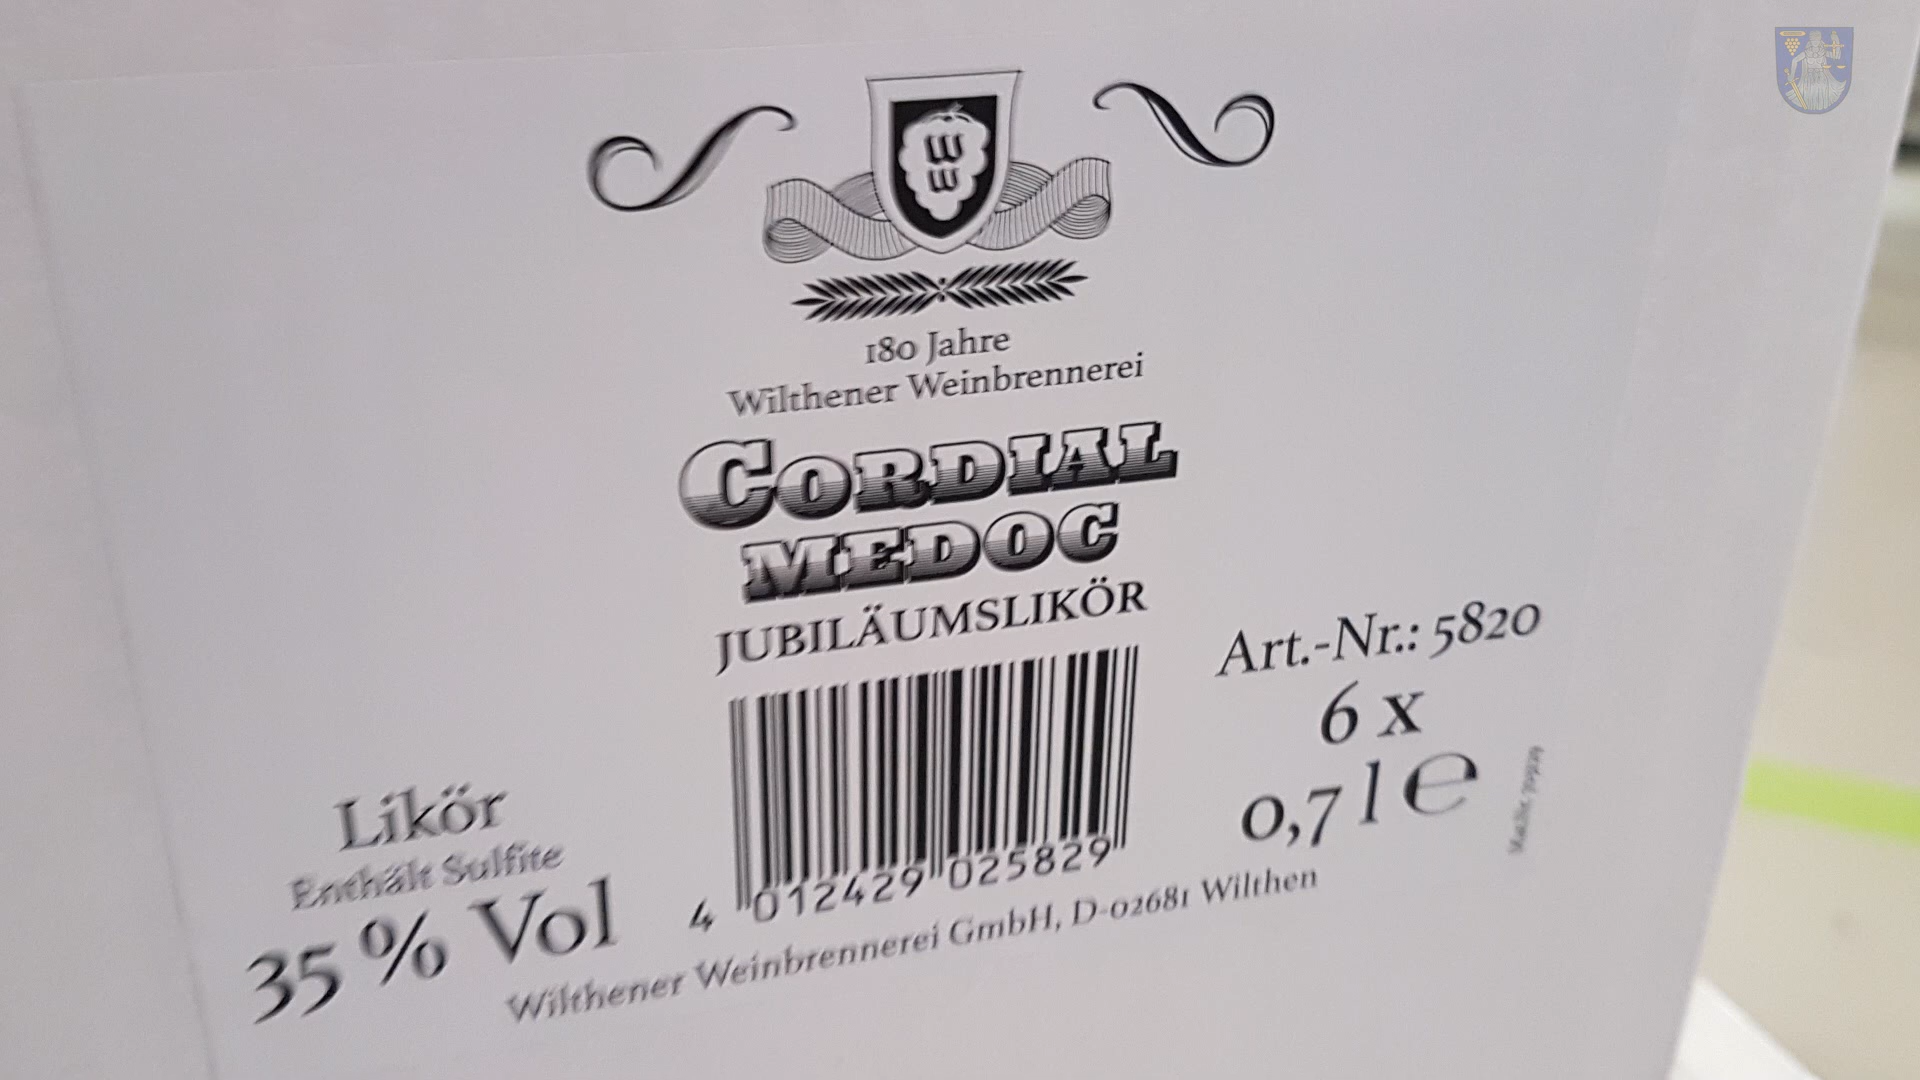 W
W
180 Jahre
Wilthener Weinbrennerei
CORDIAL
MEDOC
JUBILÄUMSLIKÖR
Art.-Nr.: 5820
6 x
0,7 l e
Likör
Enthält Sulfite
35 % Vol
4 012429 025829
Wilthener Weinbrennerei GmbH, D-02681 Wilthen